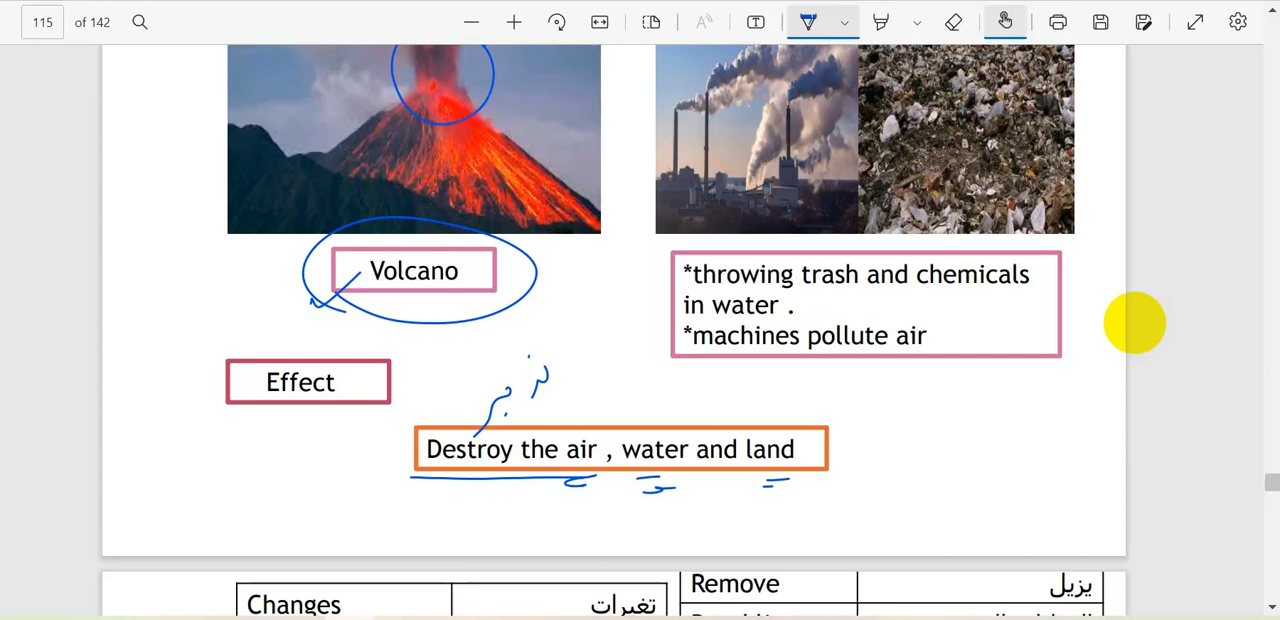 115 of 142
Volcano
*throwing trash and chemicals
in water .
*machines pollute air
Effect
Destroy the air , water and land
Changes تغيرات
Remove يزيل